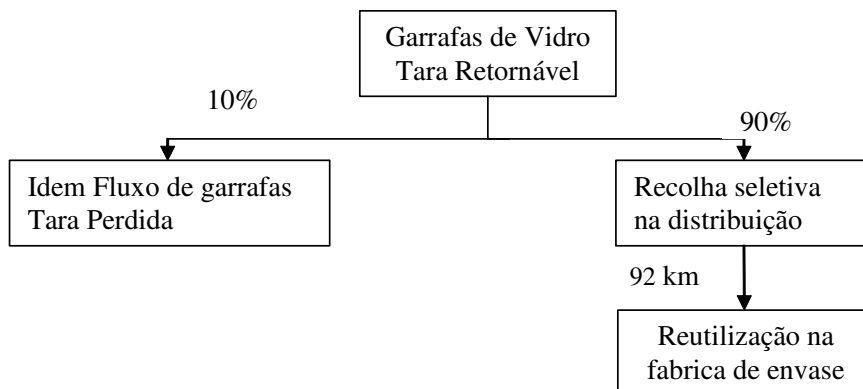 Garrafas de Vidro
Tara Retornável
10%
90%
Idem Fluxo de garrafas
Tara Perdida
Recolha seletiva
na distribuição
92 km
Reutilização na
fabrica de envase